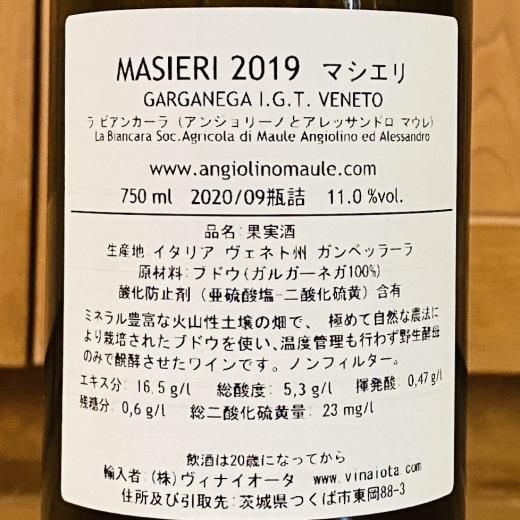 MASIERI 2019 マシエリ
GARGANEGA I.G.T. VENETO
ラ ビアンカーラ (アンジョリーノとアレッサンドロ マウレ)
La Biancara Soc.Agricola di Maule Angiolino ed Alessandro
www.angiolinomaule.com
750 ml 2020/09瓶詰 11.0 %vol.
品名:果実酒
生産地:イタリア ヴェネト州 ガンベッラーラ
原材料:ブドウ(ガルガーネガ100%)
酸化防止剤 (亜硫酸塩-二酸化硫黄) 含有
ミネラル豊富な火山性土壌の畑で、 極めて自然な農法に
より栽培されたブドウを使い、温度管理も行わず野生酵母
のみで醗酵させたワインです。ノンフィルター。
エキス分: 16,5 g/l 総酸度: 5,3 g/l 揮発酸: 0,47g/l
残糖分: 0,6 g/l 総二酸化硫黄量: 23 mg/l
飲酒は20歳になってから
輸入者:(株)ヴィナイオータ www.vinaiota.com
住所及び引取先:茨城県つくば市東岡88-3